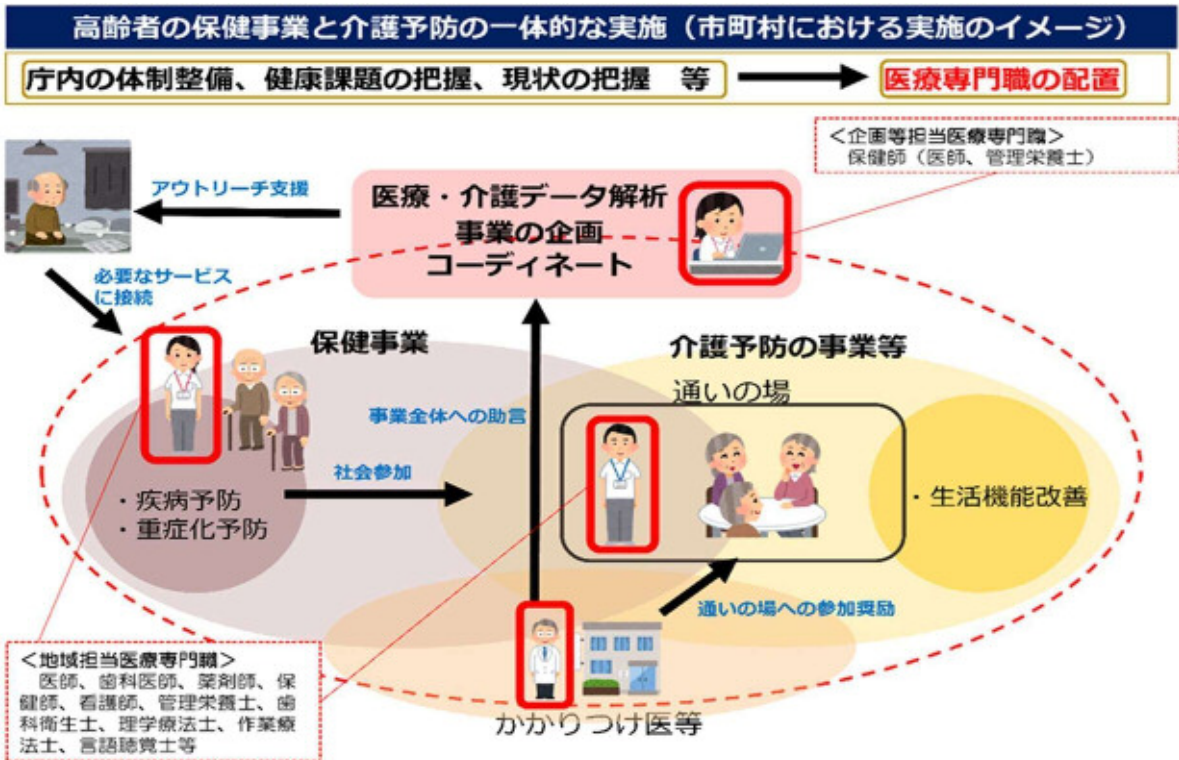 高齢者の保健事業と介護予防の一体的な実施（市町村における実施のイメージ）
庁内の体制整備、健康課題の把握、現状の把握　等
医療専門職の配置
＜企画等担当医療専門職＞
保健師（医師、管理栄養士）
アウトリーチ支援
医療・介護データ解析
事業の企画
コーディネート
必要なサービス
に接続
保健事業
介護予防の事業等
通いの場
事業全体への助言
社会参加
・疾病予防
・重症化予防
・生活機能改善
通いの場への参加奨励
＜地域担当医療専門職＞
医師、歯科医師、薬剤師、保
健師、看護師、管理栄養士、歯
科衛生士、理学療法士、作業療
法士、言語聴覚士等
かかりつけ医等